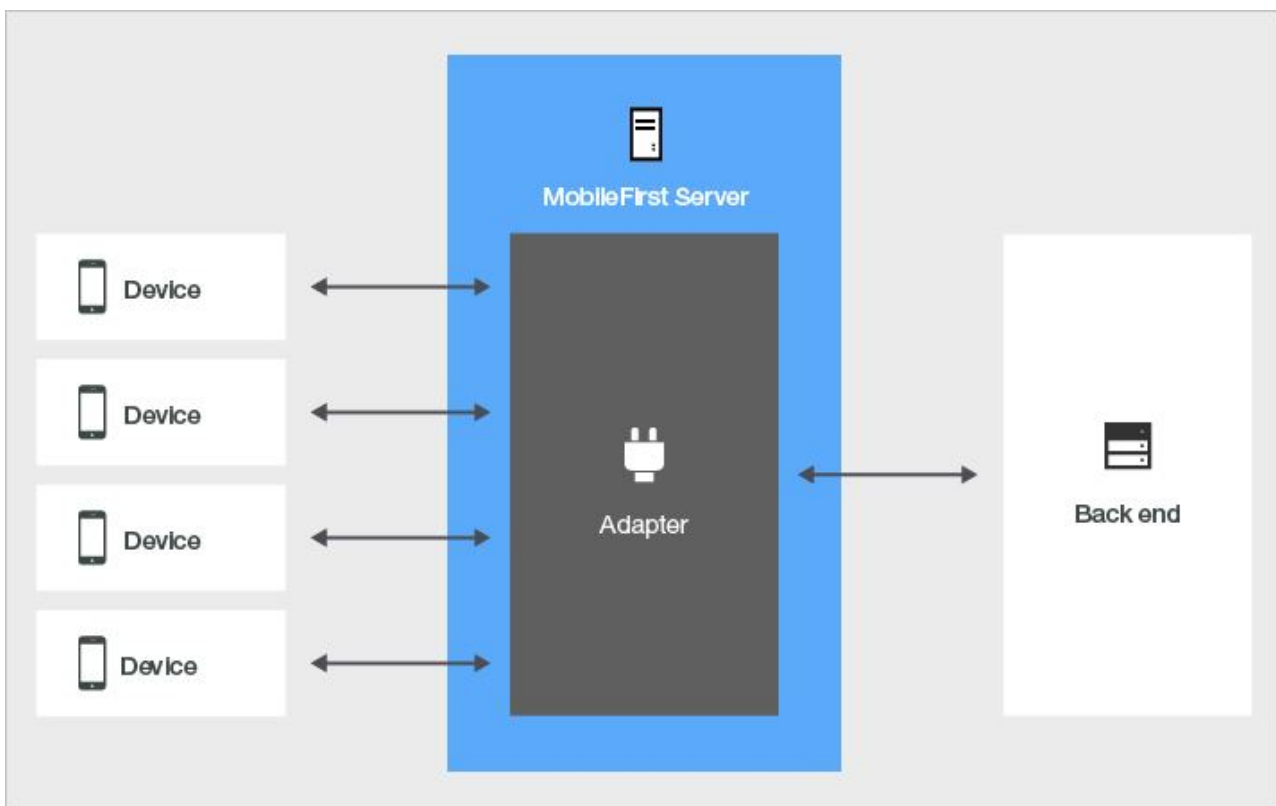 MobileFirst Server
Device
Device
Device
Device
Adapter
Back end